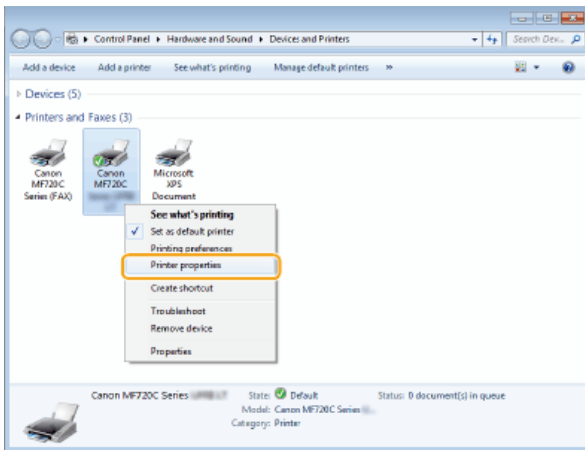 Control Panel ▸ Hardware and Sound ▸ Devices and Printers
Search Dev...
Add a device Add a printer See what's printing Manage default printers »
Devices (5)
Printers and Faxes (3)
Canon MF720C Series (FAX)
Canon MF720C
Microsoft XPS Document
See what's printing
Set as default printer
Printing preferences
Printer properties
Create shortcut
Troubleshoot
Remove device
Properties
Canon MF720C Series
State: Default
Status: 0 document(s) in queue
Model: Canon MF720C Series
Category: Printer